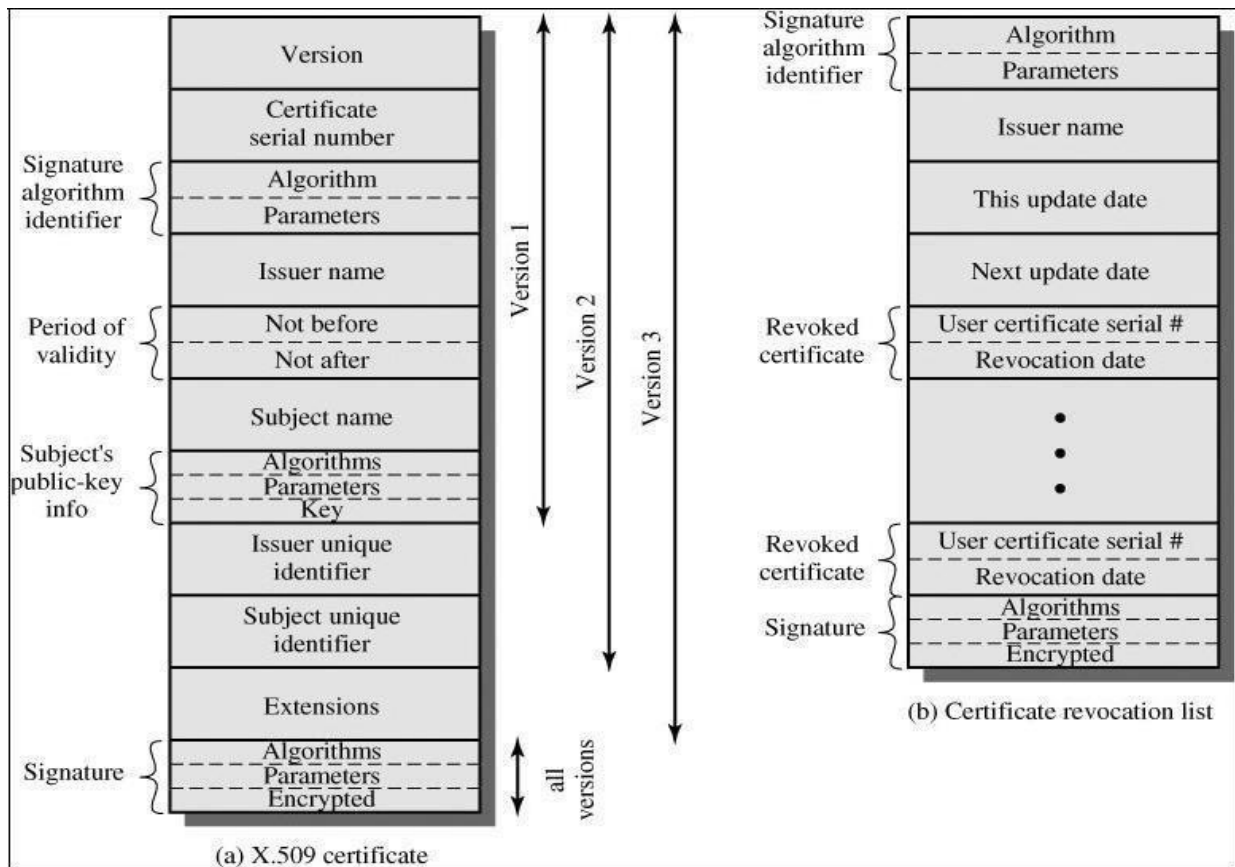 Version
Certificate
serial number
Signature
algorithm
identifier
Algorithm
Parameters
Issuer name
Period of
validity
Not before
Not after
Subject name
Subject's
public-key
info
Algorithms
Parameters
Key
Issuer unique
identifier
Subject unique
identifier
Extensions
Signature
Algorithms
Parameters
Encrypted
Version 1
Version 2
Version 3
all
versions
(a) X.509 certificate
Signature
algorithm
identifier
Algorithm
Parameters
Issuer name
This update date
Next update date
Revoked
certificate
User certificate serial #
Revocation date
Revoked
certificate
User certificate serial #
Revocation date
Signature
Algorithms
Parameters
Encrypted
(b) Certificate revocation list